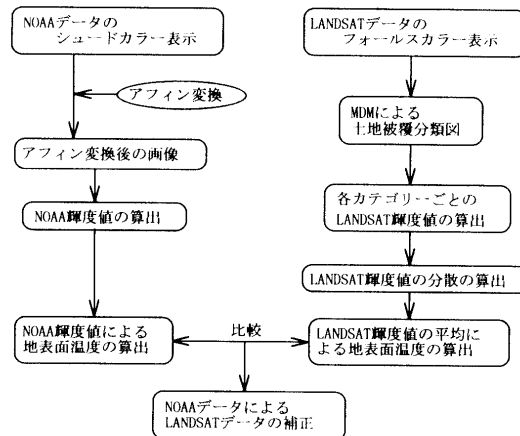 NOAAデータの
シュードカラー表示
アフィン変換
アフィン変換後の画像
NOAA輝度値の算出
NOAA輝度値による
地表面温度の算出
LANDSATデータの
フォールスカラー表示
MDMによる
土地被覆分類図
各カテゴリーごとの
LANDSAT輝度値の算出
LANDSAT輝度値の分散の算出
LANDSAT輝度値の平均に
よる地表面温度の算出
比較
NOAAデータによる
LANDSATデータの補正